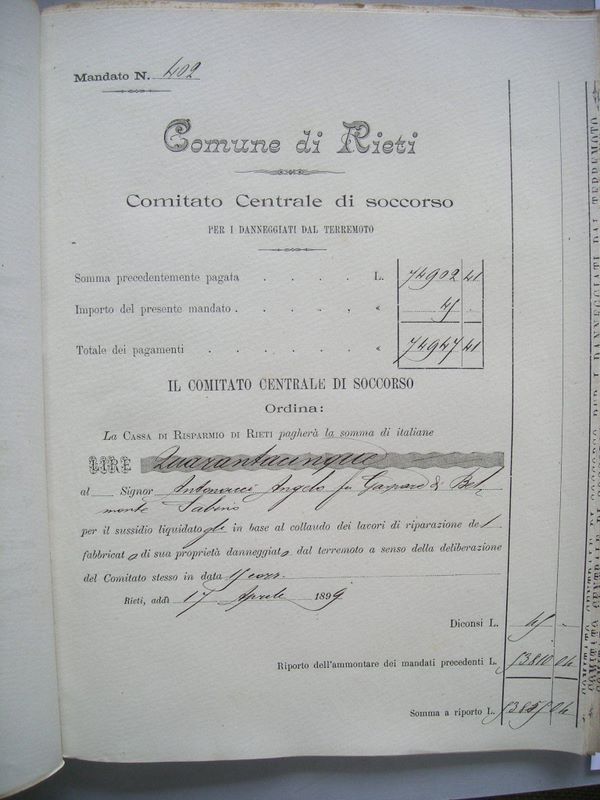 Mandato N. 402
Comune di Rieti
Comitato Centrale di soccorso
PER I DANNEGGIATI DAL TERREMOTO
Somma precedentemente pagata . . . . L. 74902 41
Importo del presente mandato . . . . . « 45 .
Totale dei pagamenti . . . . . « 74947 41
IL COMITATO CENTRALE DI SOCCORSO
Ordina:
La CASSA DI RISPARMIO DI RIETI pagherà la somma di italiane
LIRE Quarantacinque
al Signor Antonacci Angelo fu Gaspare di Bel
monte Sabino
per il sussidio liquidatogli in base al collaudo dei lavori di riparazione del
fabbricato di sua proprietà danneggiato dal terremoto a senso della deliberazione
del Comitato stesso in data corr.
Rieti, addì 17 Aprile 1899
Diconsi L. 45 -
Riporto dell'ammontare dei mandati precedenti L. 53810 04
Somma a riporto L. 53855 04